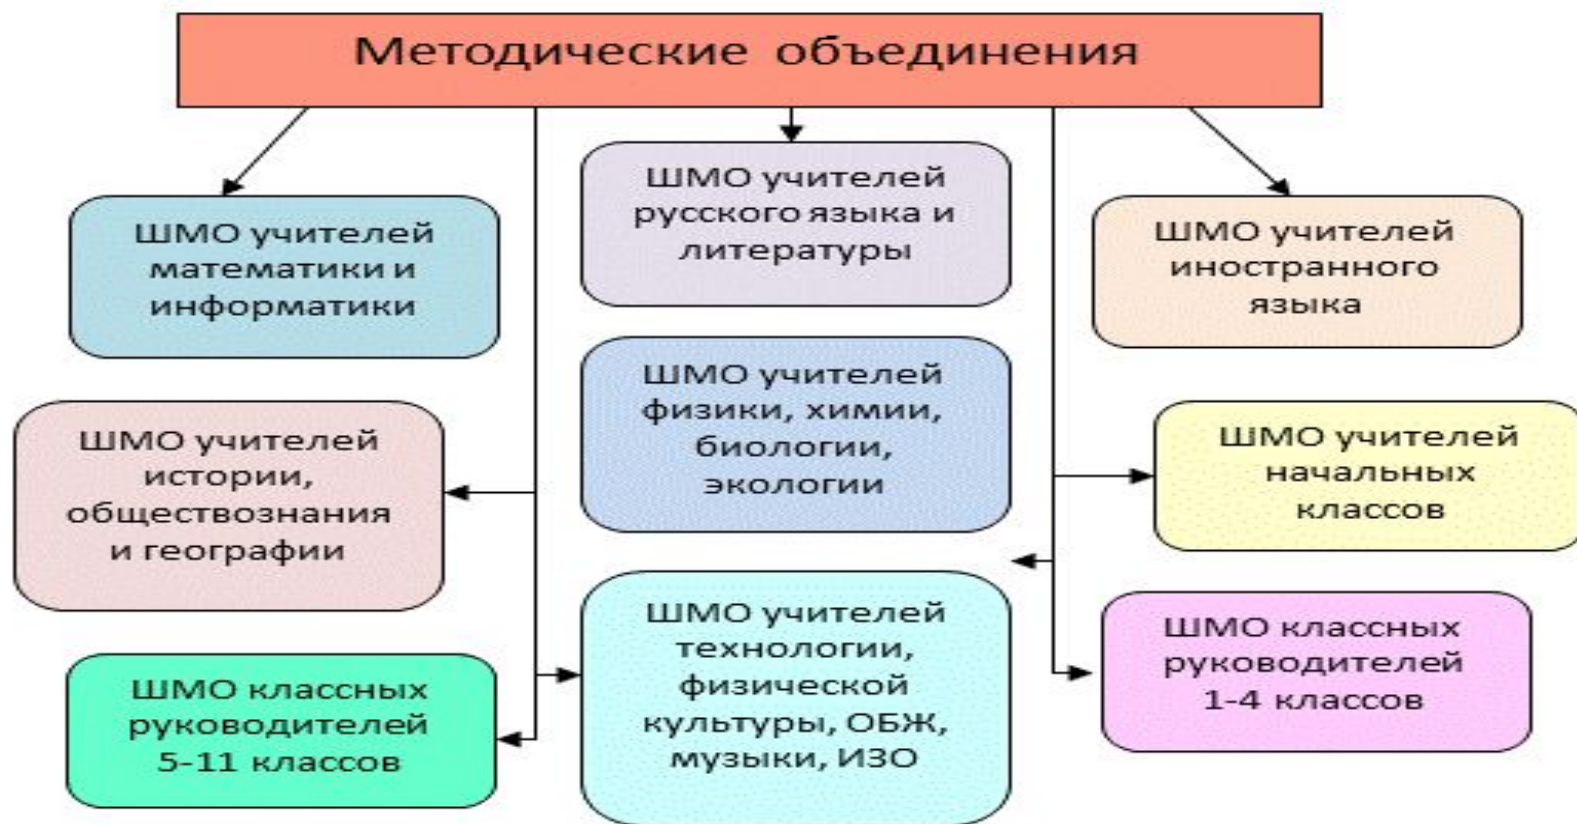 Методические объединения
ШМО учителей
математики и
информатики
ШМО учителей
русского языка и
литературы
ШМО учителей
иностранного
языка
ШМО учителей
истории,
обществознания
и географии
ШМО учителей
физики, химии,
биологии,
экологии
ШМО учителей
начальных
классов
ШМО классных
руководителей
5-11 классов
ШМО учителей
технологии,
физической
культуры, ОБЖ,
музыки, ИЗО
ШМО классных
руководителей
1-4 классов